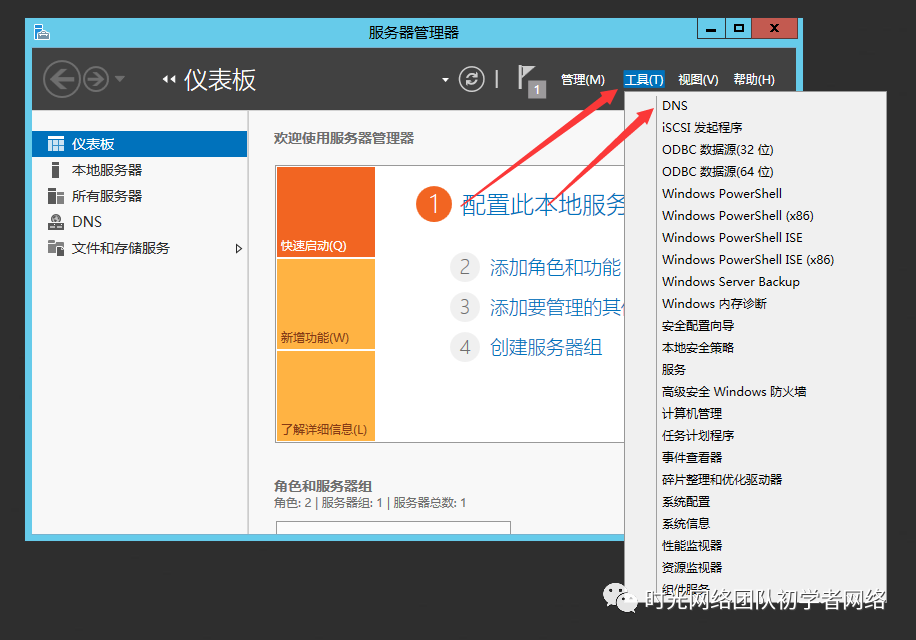 服务器管理器
仪表板
1
管理(M) 工具(T) 视图(V) 帮助(H)
仪表板
本地服务器
所有服务器
DNS
文件和存储服务
欢迎使用服务器管理器
快速启动(Q)
新增功能(W)
了解详细信息(L)
1 配置此本地服务
2 添加角色和功能
3 添加要管理的其
4 创建服务器组
角色和服务器组
角色: 2 | 服务器组: 1 | 服务器总数: 1
DNS
iSCSI 发起程序
ODBC 数据源(32 位)
ODBC 数据源(64 位)
Windows PowerShell
Windows PowerShell (x86)
Windows PowerShell ISE
Windows PowerShell ISE (x86)
Windows Server Backup
Windows 内存诊断
安全配置向导
本地安全策略
服务
高级安全 Windows 防火墙
计算机管理
任务计划程序
事件查看器
碎片整理和优化驱动器
系统配置
系统信息
性能监视器
资源监视器
组件服务
时光网络团队初学者网络